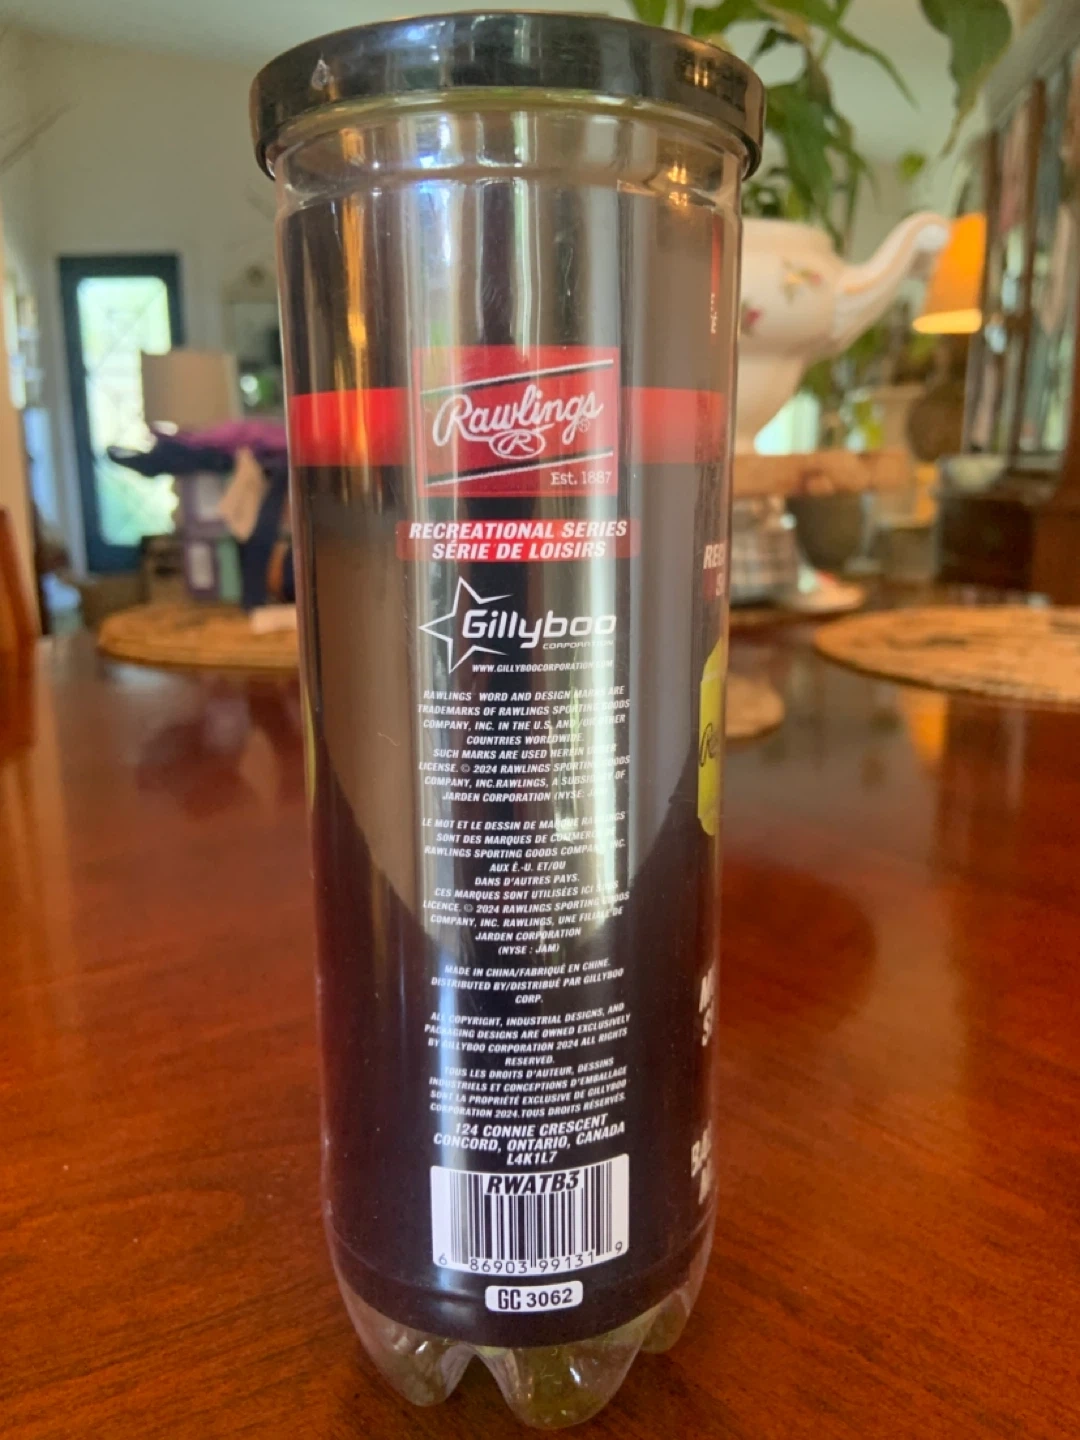 Rawlings®
R
Est. 1887
RECREATIONAL SERIES
SÉRIE DE LOISIRS
Gillyboo
CORPORATION
WWW.GILLYBOOCORPORATION.COM
RAWLINGS WORD AND DESIGN MARKS ARE
TRADEMARKS OF RAWLINGS SPORTING GOODS
COMPANY, INC. IN THE U.S. AND /OR OTHER
COUNTRIES WORLDWIDE.
SUCH MARKS ARE USED HEREIN UNDER
LICENSE. © 2024 RAWLINGS SPORTING GOODS
COMPANY, INC.RAWLINGS, A SUBSIDIARY OF
JARDEN CORPORATION (NYSE: JAH)
LE MOT ET LE DESSIN DE MARQUE RAWLINGS
SONT DES MARQUES DE COMMERCE DE
RAWLINGS SPORTING GOODS COMPANY, INC.
AUX É.-U. ET/OU
DANS D'AUTRES PAYS.
CES MARQUES SONT UTILISÉES ICI SOUS
LICENCE. © 2024 RAWLINGS SPORTING GOODS
COMPANY, INC. RAWLINGS, UNE FILIALE DE
JARDEN CORPORATION
(NYSE : JAH)
MADE IN CHINA/FABRIQUÉ EN CHINE.
DISTRIBUTED BY/DISTRIBUÉ PAR GILLYBOO
CORP.
ALL COPYRIGHT, INDUSTRIAL DESIGNS, AND
PACKAGING DESIGNS ARE OWNED EXCLUSIVELY
BY GILLYBOO CORPORATION 2024 ALL RIGHTS
RESERVED.
TOUS LES DROITS D'AUTEUR, DESSINS
INDUSTRIELS ET CONCEPTIONS D'EMBALLAGE
SONT LA PROPRIÉTÉ EXCLUSIVE DE GILLYBOO
CORPORATION 2024.TOUS DROITS RÉSERVÉS.
124 CONNIE CRESCENT
CONCORD, ONTARIO, CANADA
L4K1L7
RWATB3
6 86903 99131 9
GC 3062